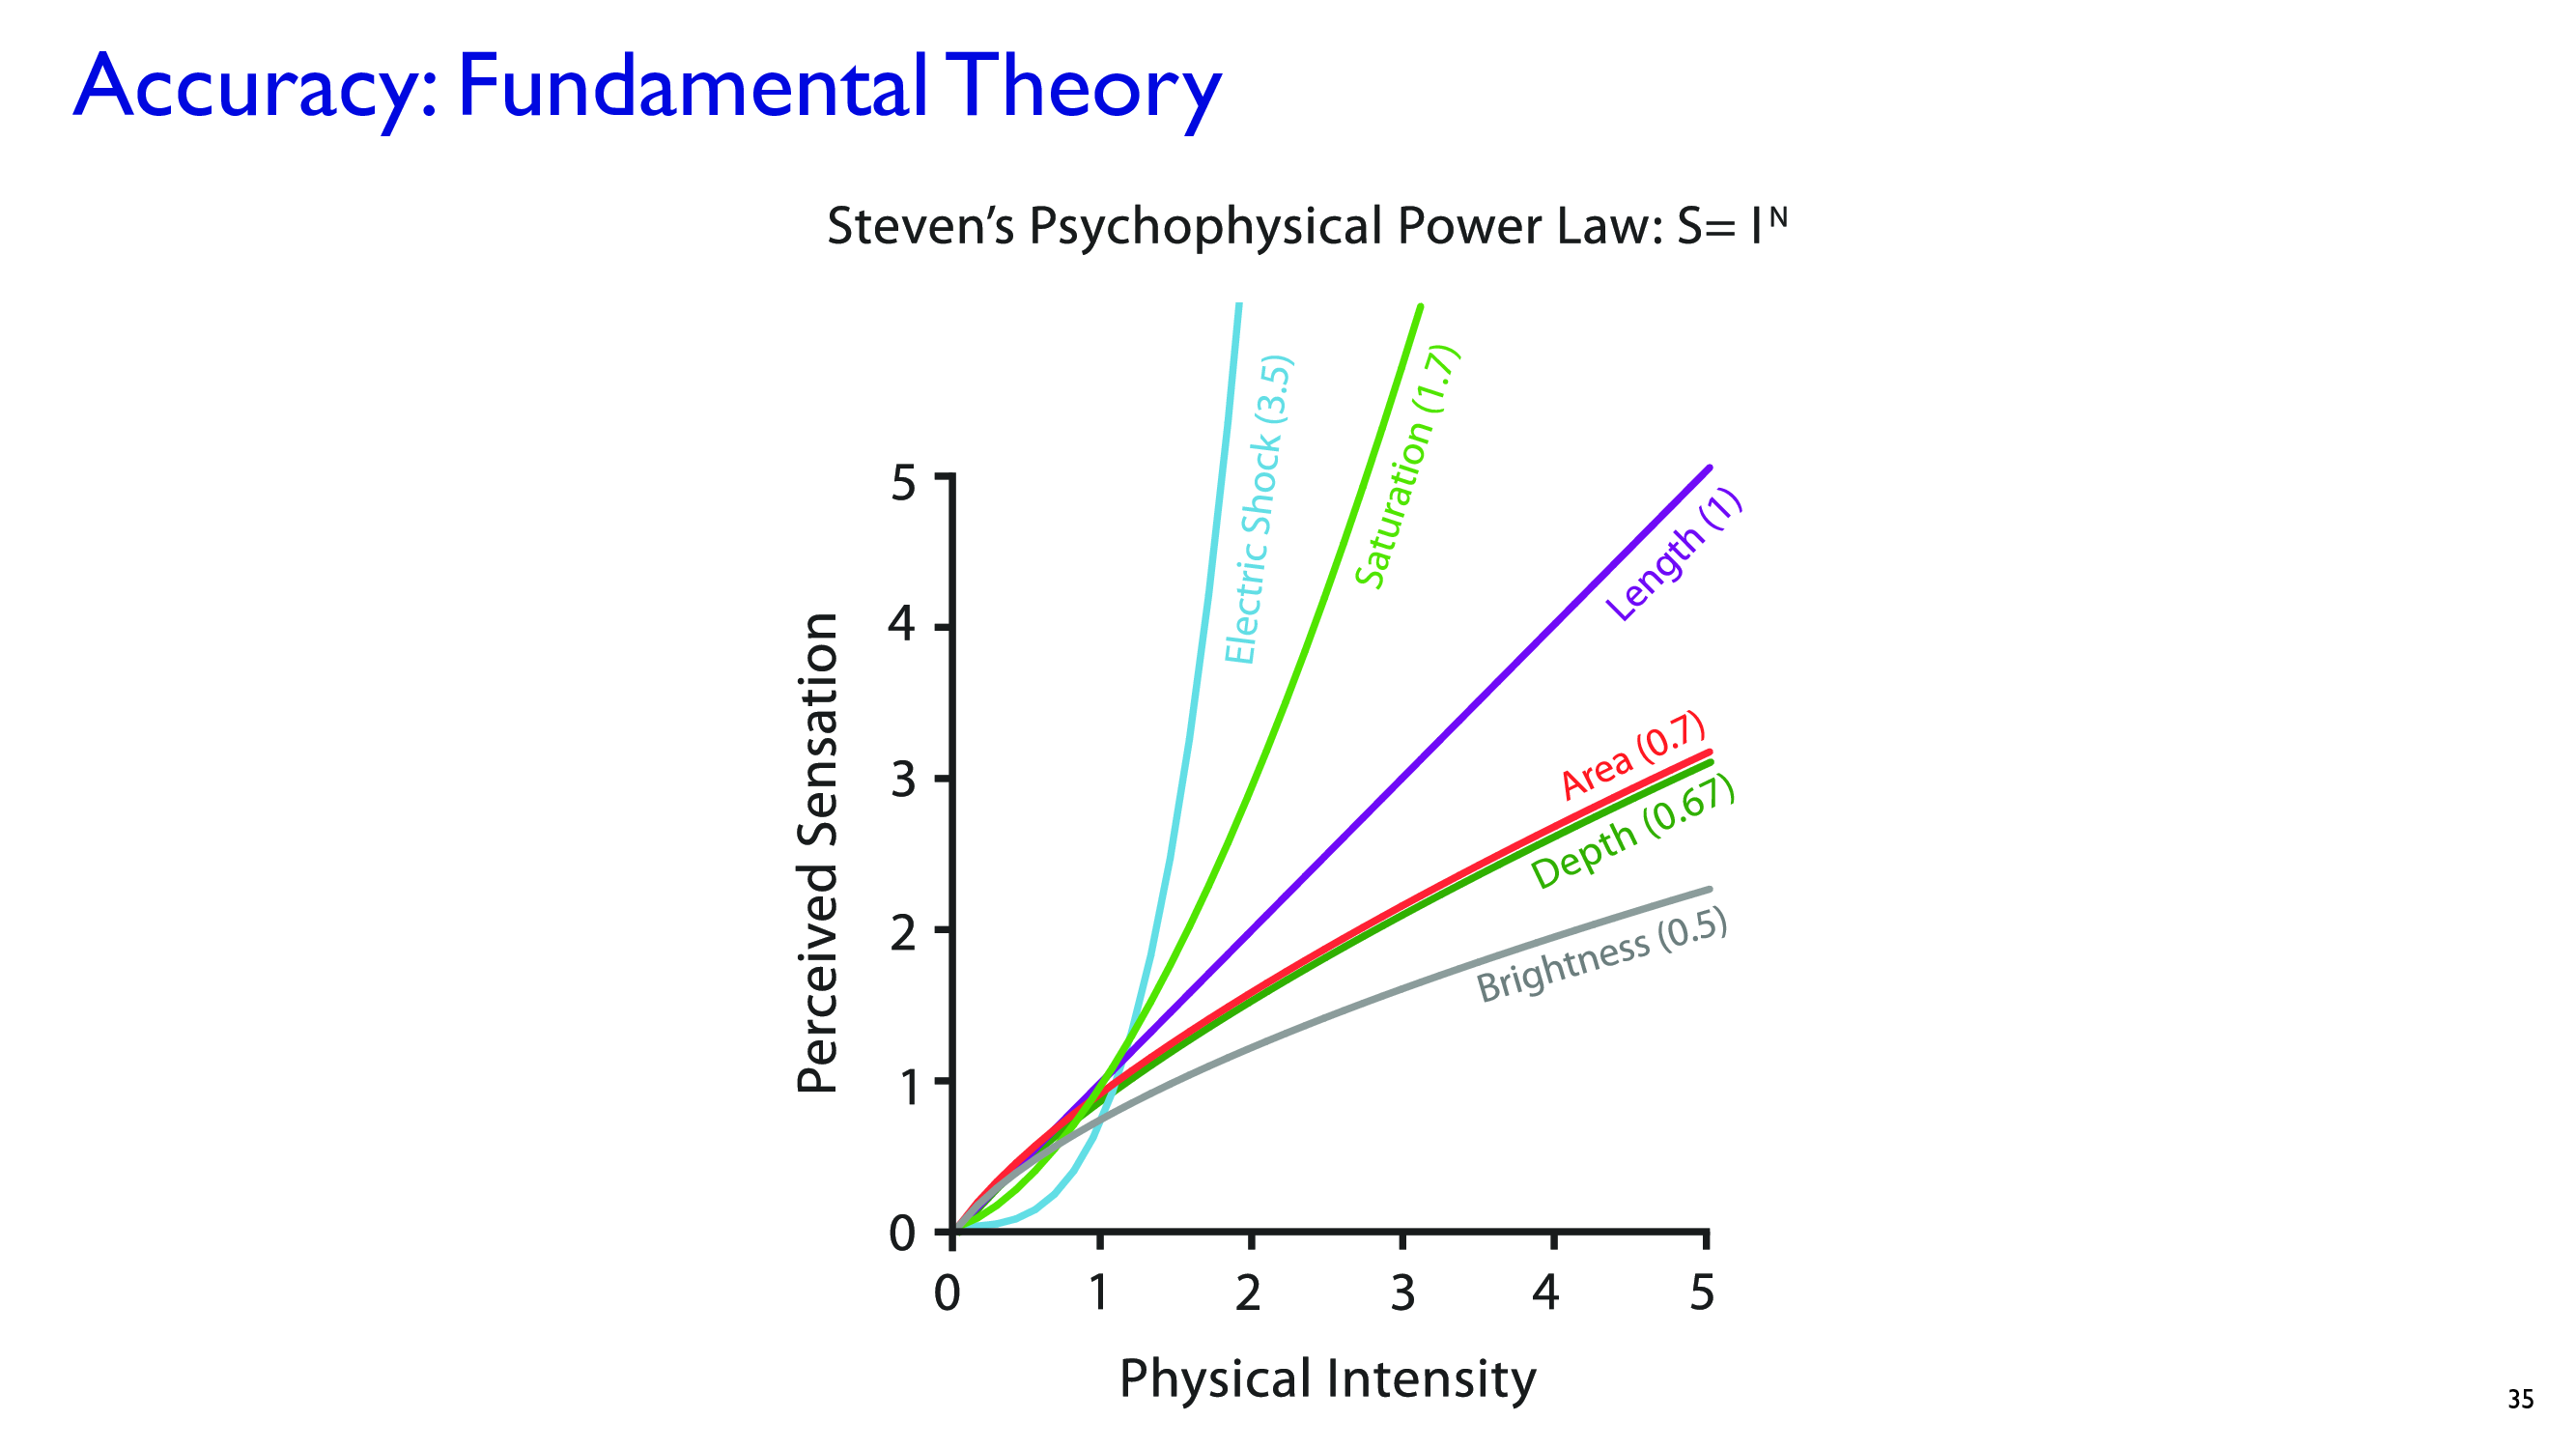 Accuracy: Fundamental Theory
Steven’s Psychophysical Power Law: S= I^N
Electric Shock (3.5)
Saturation (1.7)
Length (1)
Area (0.7)
Depth (0.67)
Brightness (0.5)
Perceived Sensation
5
4
3
2
1
0
0 1 2 3 4 5
Physical Intensity
35